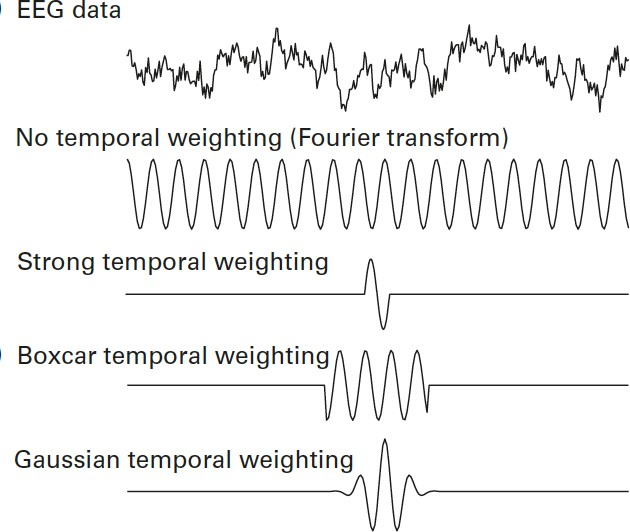 EEG data
No temporal weighting (Fourier transform)
Strong temporal weighting
Boxcar temporal weighting
Gaussian temporal weighting